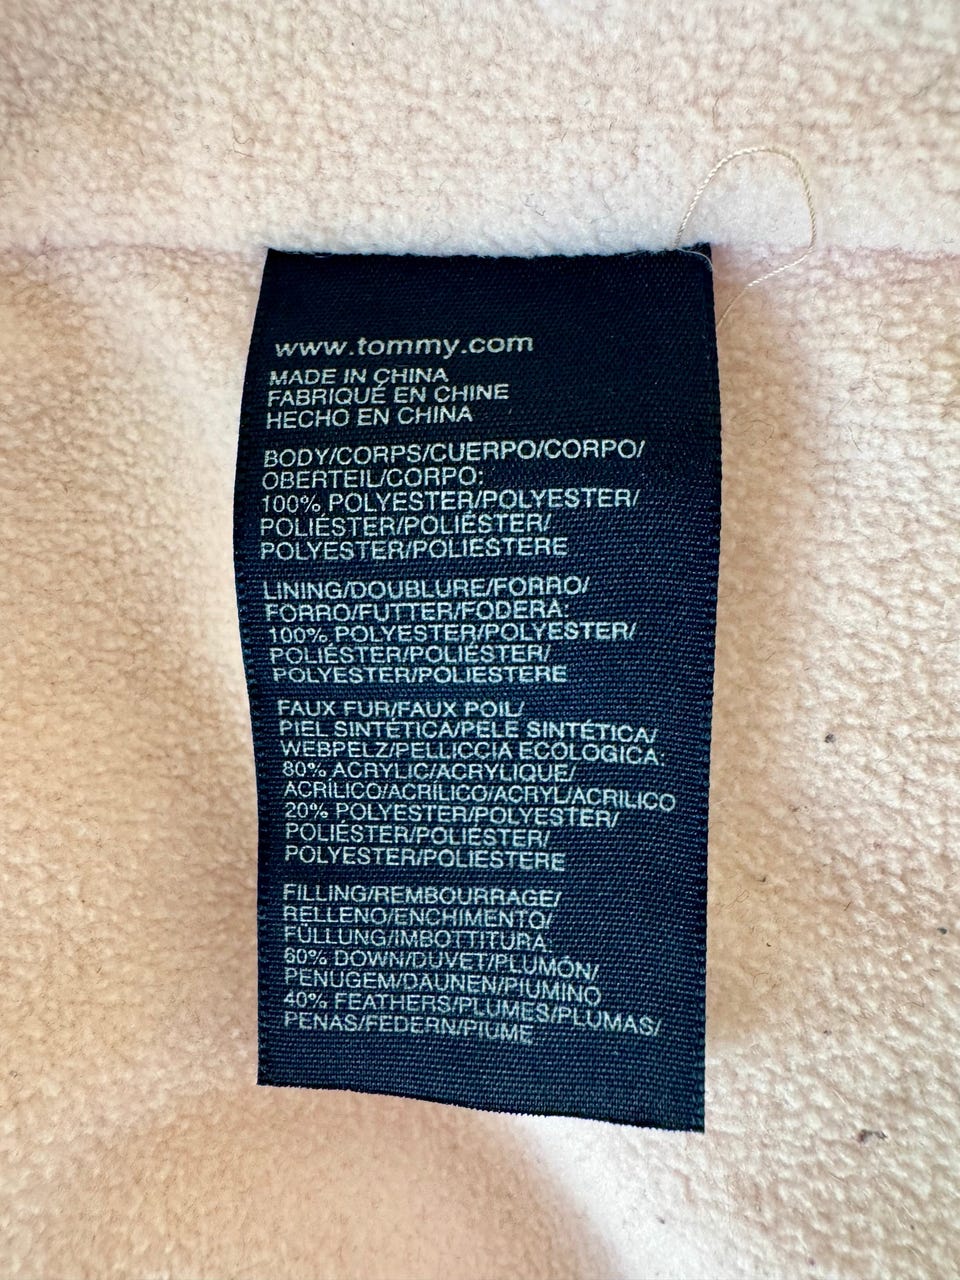 www.tommy.com
MADE IN CHINA
FABRIQUÉ EN CHINE
HECHO EN CHINA
BODY/CORPS/CUERPO/CORPO/
OBERTEIL/CORPO:
100% POLYESTER/POLYESTER/
POLIÉSTER/POLIÉSTER/
POLYESTER/POLIESTERE
LINING/DOUBLURE/FORRO/
FORRO/FUTTER/FODERA:
100% POLYESTER/POLYESTER/
POLIÉSTER/POLIÉSTER/
POLYESTER/POLIESTERE
FAUX FUR/FAUX POIL/
PIEL SINTÉTICA/PELE SINTÉTICA/
WEBPELZ/PELLICCIA ECOLOGICA:
80% ACRYLIC/ACRYLIQUE/
ACRÍLICO/ACRÍLICO/ACRYL/ACRILICO
20% POLYESTER/POLYESTER/
POLIÉSTER/POLIÉSTER/
POLYESTER/POLIESTERE
FILLING/REMBOURRAGE/
RELLENO/ENCHIMENTO/
FÜLLUNG/IMBOTTITURA:
60% DOWN/DUVET/PLUMÓN/
PENUGEM/DAUNEN/PIUMINO
40% FEATHERS/PLUMES/PLUMAS/
PENAS/FEDERN/PIUME